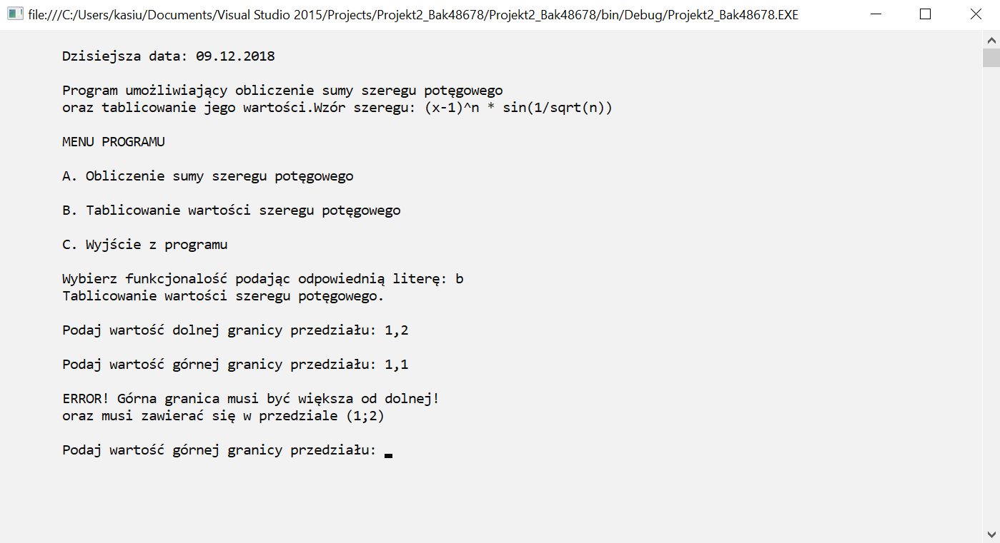 file:///C:/Users/kasiu/Documents/Visual Studio 2015/Projects/Projekt2_Bak48678/Projekt2_Bak48678/bin/Debug/Projekt2_Bak48678.EXE
Dzisiejsza data: 09.12.2018
Program umożliwiający obliczenie sumy szeregu potęgowego
oraz tablicowanie jego wartości.Wzór szeregu: (x-1)^n * sin(1/sqrt(n))
MENU PROGRAMU
A. Obliczenie sumy szeregu potęgowego
B. Tablicowanie wartości szeregu potęgowego
C. Wyjście z programu
Wybierz funkcjonalość podając odpowiednią literę: b
Tablicowanie wartości szeregu potęgowego.
Podaj wartość dolnej granicy przedziału: 1,2
Podaj wartość górnej granicy przedziału: 1,1
ERROR! Górna granica musi być większa od dolnej!
oraz musi zawierać się w przedziale (1;2)
Podaj wartość górnej granicy przedziału: